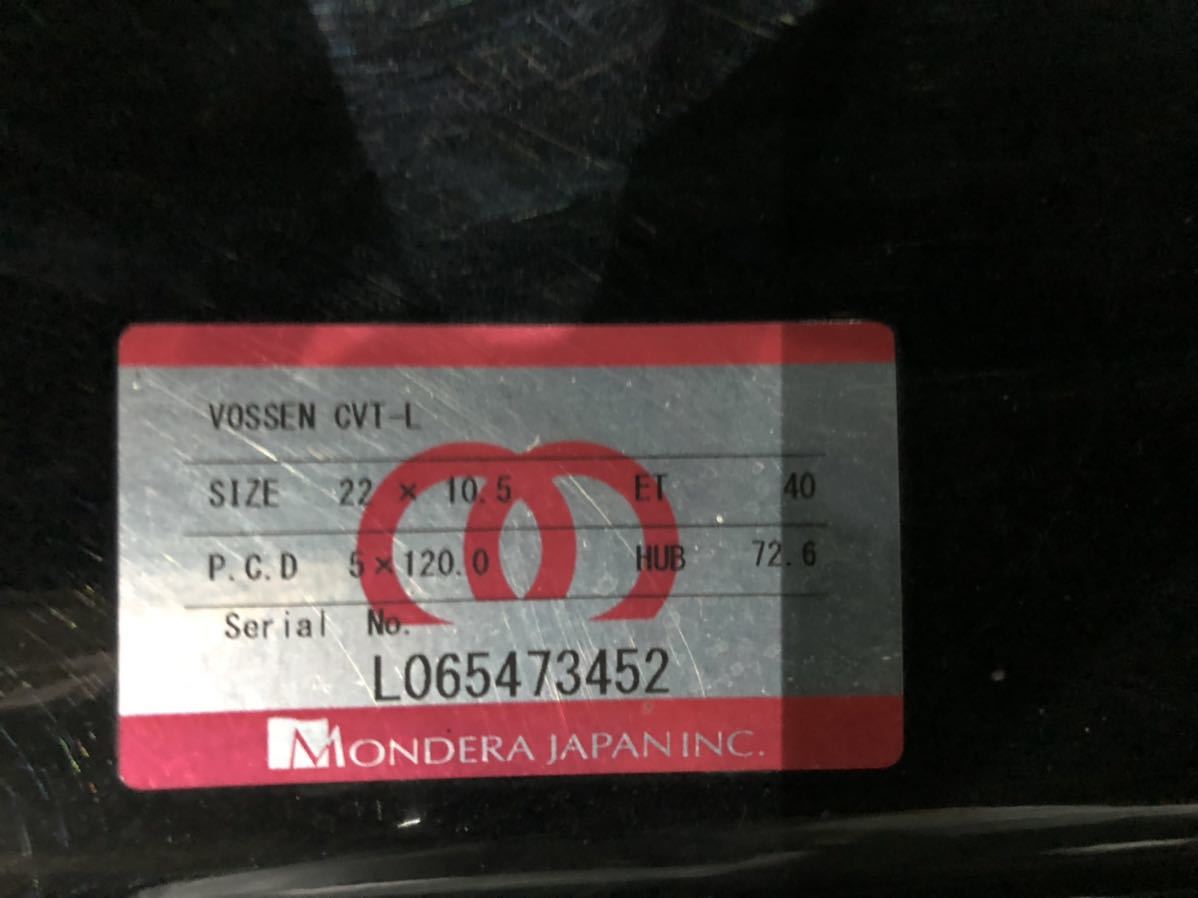 VOSSEN CVT-L
SIZE 22 × 10.5 ET 40
P.C.D 5×120.0 HUB 72.6
Serial No.
L065473452
MONDERA JAPAN INC.